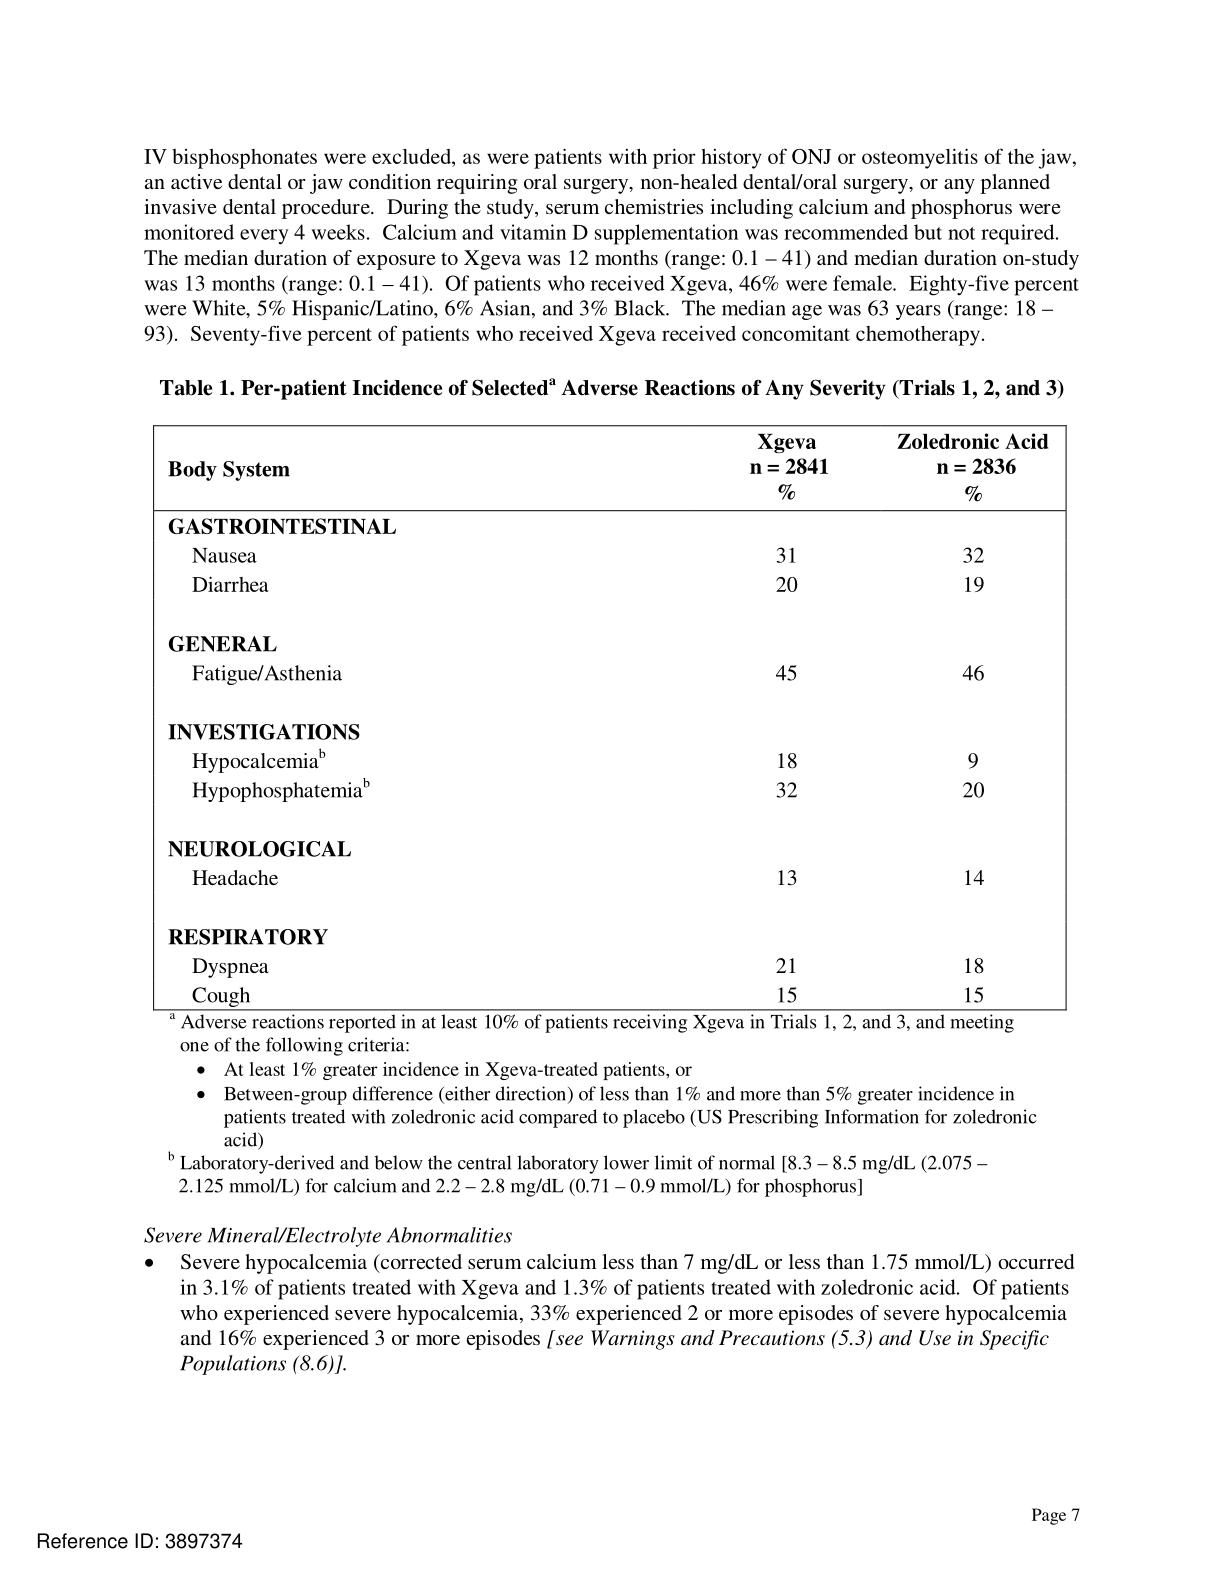 IV bisphosphonates were excluded, as were patients with prior history of ONJ or osteomyelitis of the jaw,
an active dental or jaw condition requiring oral surgery, non-healed dental/oral surgery, or any planned
invasive dental procedure.  During the study, serum chemistries including calcium and phosphorus were
monitored every 4 weeks.  Calcium and vitamin D supplementation was recommended but not required.
The median duration of exposure to Xgeva was 12 months (range: 0.1 – 41) and median duration on-study
was 13 months (range: 0.1 – 41).  Of patients who received Xgeva, 46% were female.  Eighty-five percent
were White, 5% Hispanic/Latino, 6% Asian, and 3% Black.  The median age was 63 years (range: 18 –
93).  Seventy-five percent of patients who received Xgeva received concomitant chemotherapy.
Table 1. Per-patient Incidence of Selectedᵃ Adverse Reactions of Any Severity (Trials 1, 2, and 3)
Body System Xgeva n = 2841 % Zoledronic Acid n = 2836 %
GASTROINTESTINAL
Nausea 31 32
Diarrhea 20 19
GENERAL
Fatigue/Asthenia 45 46
INVESTIGATIONS
Hypocalcemiaᵇ 18 9
Hypophosphatemiaᵇ 32 20
NEUROLOGICAL
Headache 13 14
RESPIRATORY
Dyspnea 21 18
Cough 15 15
ᵃ Adverse reactions reported in at least 10% of patients receiving Xgeva in Trials 1, 2, and 3, and meeting
one of the following criteria:
• At least 1% greater incidence in Xgeva-treated patients, or
• Between-group difference (either direction) of less than 1% and more than 5% greater incidence in
patients treated with zoledronic acid compared to placebo (US Prescribing Information for zoledronic
acid)
ᵇ Laboratory-derived and below the central laboratory lower limit of normal [8.3 – 8.5 mg/dL (2.075 –
2.125 mmol/L) for calcium and 2.2 – 2.8 mg/dL (0.71 – 0.9 mmol/L) for phosphorus]
Severe Mineral/Electrolyte Abnormalities
• Severe hypocalcemia (corrected serum calcium less than 7 mg/dL or less than 1.75 mmol/L) occurred
in 3.1% of patients treated with Xgeva and 1.3% of patients treated with zoledronic acid.  Of patients
who experienced severe hypocalcemia, 33% experienced 2 or more episodes of severe hypocalcemia
and 16% experienced 3 or more episodes [see Warnings and Precautions (5.3) and Use in Specific
Populations (8.6)].
Page 7
Reference ID: 3897374